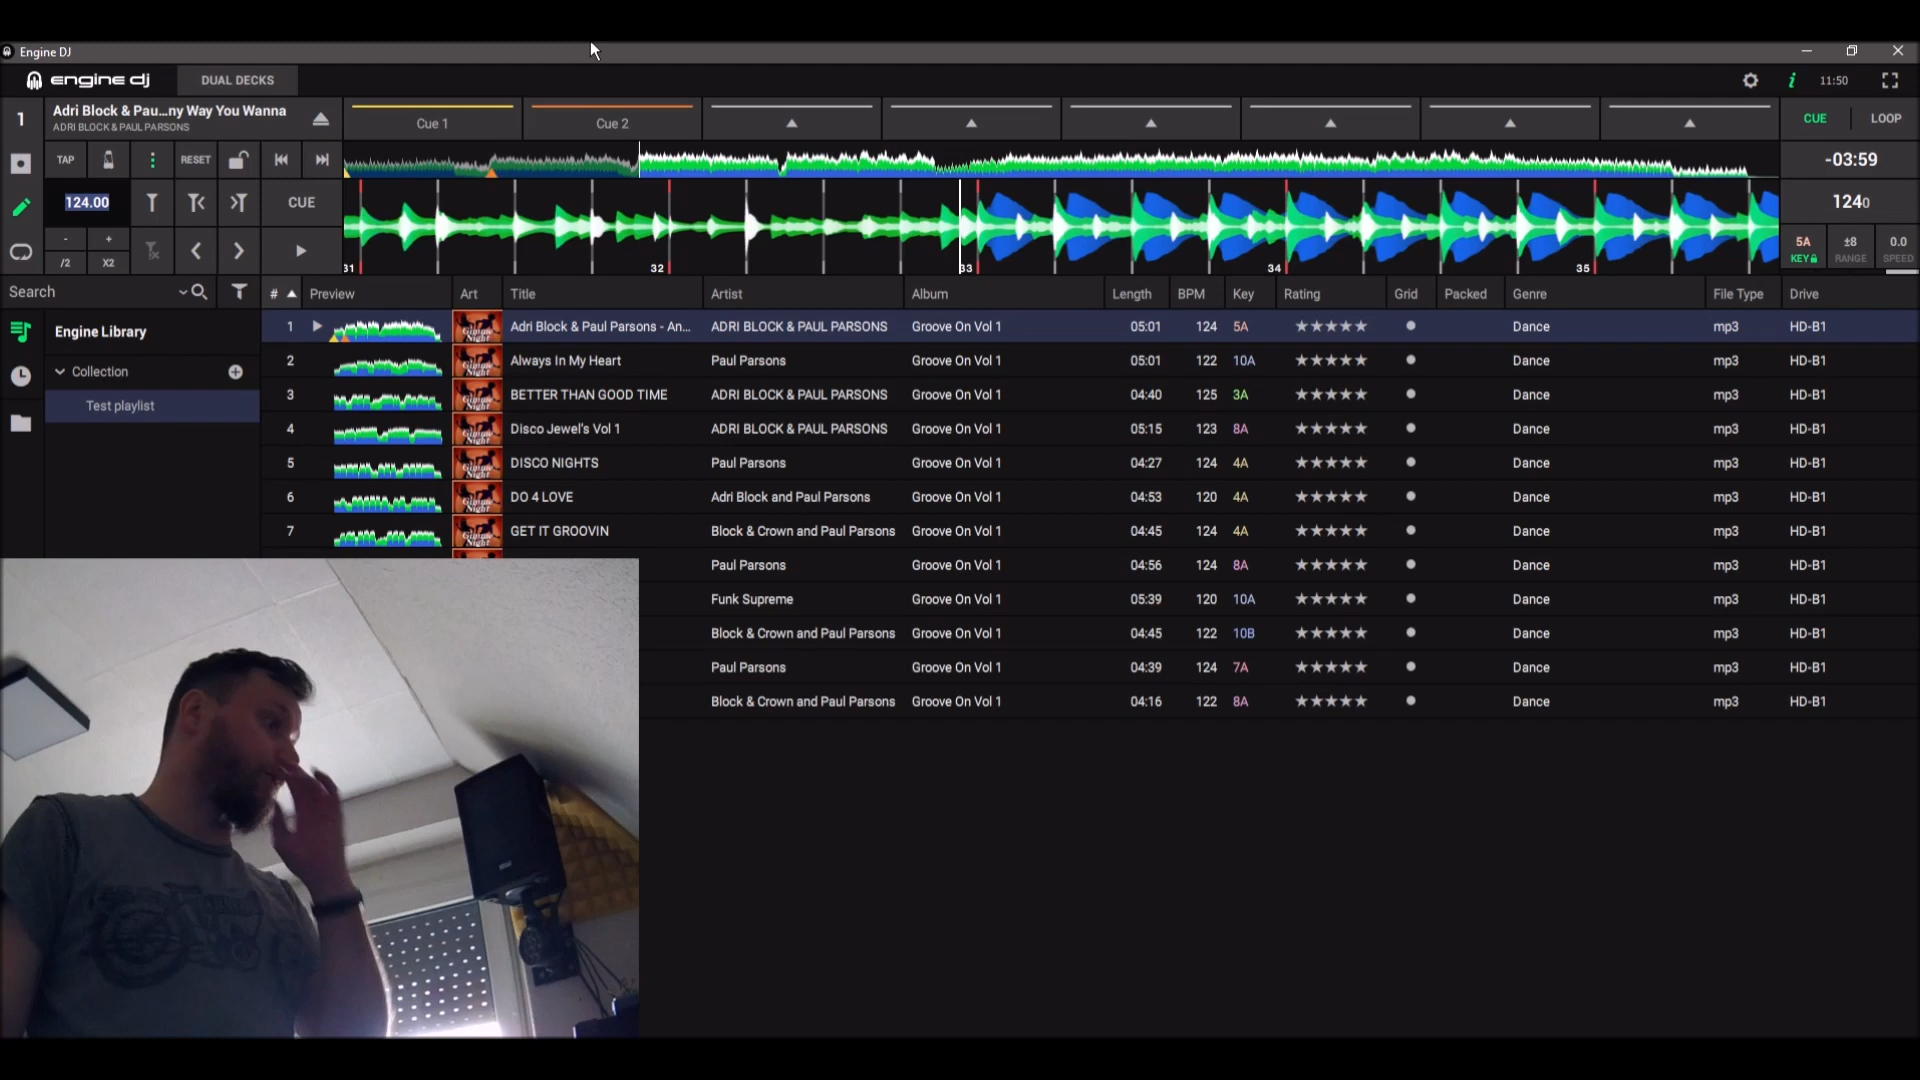 Engine DJ
engine dj DUAL DECKS 11:50
1 Adri Block & Pau...ny Way You Wanna
ADRI BLOCK & PAUL PARSONS
Cue 1 Cue 2 CUE LOOP
TAP RESET -03:59
124.00 CUE 1240
- + 5A ±8 0.0
/2 X2 31 32 33 34 35 KEY RANGE SPEED
Search # Preview Art Title Artist Album Length BPM Key Rating Grid Packed Genre File Type Drive
Engine Library
Collection
Test playlist
1 Adri Block & Paul Parsons - An... ADRI BLOCK & PAUL PARSONS Groove On Vol 1 05:01 124 5A Dance mp3 HD-B1
2 Always In My Heart Paul Parsons Groove On Vol 1 05:01 122 10A Dance mp3 HD-B1
3 BETTER THAN GOOD TIME ADRI BLOCK & PAUL PARSONS Groove On Vol 1 04:40 125 3A Dance mp3 HD-B1
4 Disco Jewel's Vol 1 ADRI BLOCK & PAUL PARSONS Groove On Vol 1 05:15 123 8A Dance mp3 HD-B1
5 DISCO NIGHTS Paul Parsons Groove On Vol 1 04:27 124 4A Dance mp3 HD-B1
6 DO 4 LOVE Adri Block and Paul Parsons Groove On Vol 1 04:53 120 4A Dance mp3 HD-B1
7 GET IT GROOVIN Block & Crown and Paul Parsons Groove On Vol 1 04:45 124 4A Dance mp3 HD-B1
Paul Parsons Groove On Vol 1 04:56 124 8A Dance mp3 HD-B1
Funk Supreme Groove On Vol 1 05:39 120 10A Dance mp3 HD-B1
Block & Crown and Paul Parsons Groove On Vol 1 04:45 122 10B Dance mp3 HD-B1
Paul Parsons Groove On Vol 1 04:39 124 7A Dance mp3 HD-B1
Block & Crown and Paul Parsons Groove On Vol 1 04:16 122 8A Dance mp3 HD-B1